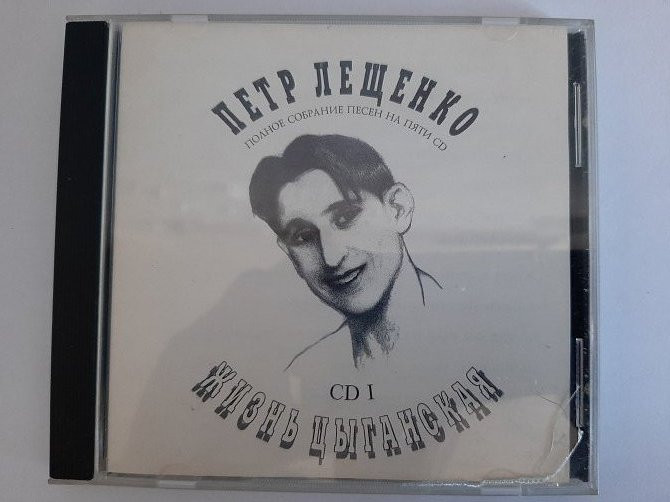 ПЕТР ЛЕЩЕНКО
ПОЛНОЕ СОБРАНИЕ ПЕСЕН НА ПЯТИ CD
CD I
ЖИЗНЬ ЦЫГАНСКАЯ